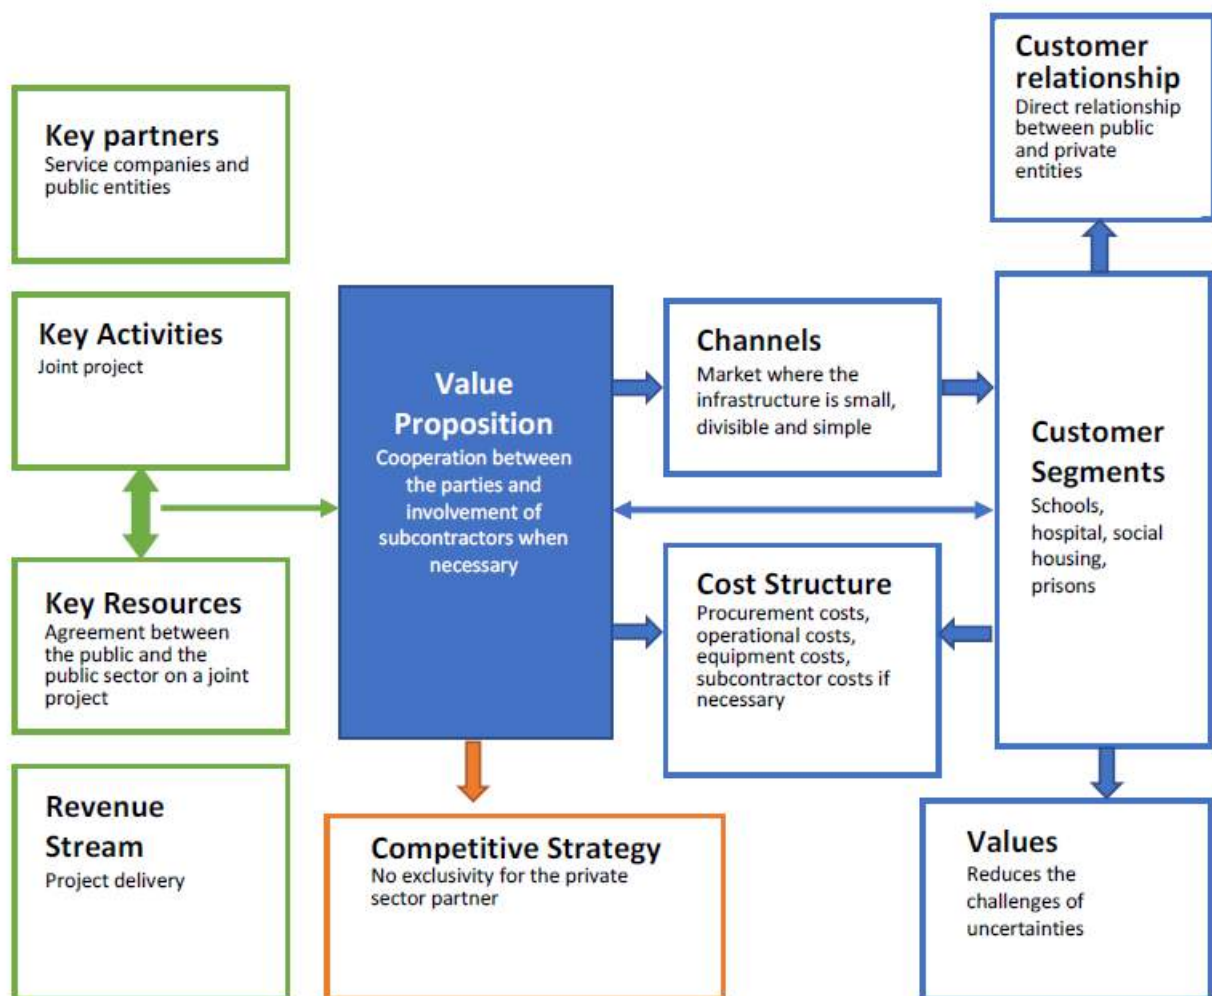 Key partners
Service companies and
public entities
Key Activities
Joint project
Key Resources
Agreement between
the public and the
public sector on a joint
project
Revenue
Stream
Project delivery
Value
Proposition
Cooperation between
the parties and
involvement of
subcontractors when
necessary
Competitive Strategy
No exclusivity for the private
sector partner
Channels
Market where the
infrastructure is small,
divisible and simple
Cost Structure
Procurement costs,
operational costs,
equipment costs,
subcontractor costs if
necessary
Customer
relationship
Direct relationship
between public
and private
entities
Customer
Segments
Schools,
hospital, social
housing,
prisons
Values
Reduces the
challenges of
uncertainties